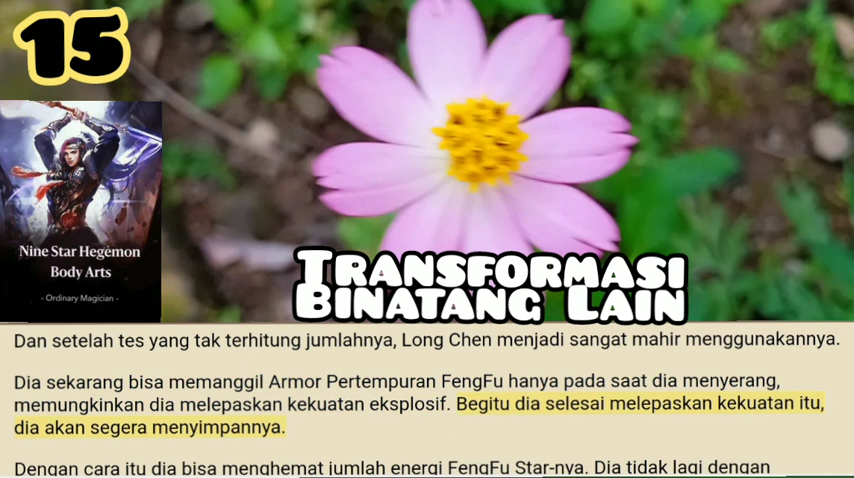 15
Nine Star Hegemon
Body Arts
- Ordinary Magician -
TRANSFORMASI
BINATANG LAIN
Dan setelah tes yang tak terhitung jumlahnya, Long Chen menjadi sangat mahir menggunakannya.
Dia sekarang bisa memanggil Armor Pertempuran FengFu hanya pada saat dia menyerang,
memungkinkan dia melepaskan kekuatan eksplosif. Begitu dia selesai melepaskan kekuatan itu,
dia akan segera menyimpannya.
Dengan cara itu dia bisa menghemat jumlah energi FengFu Star-nya. Dia tidak lagi dengan